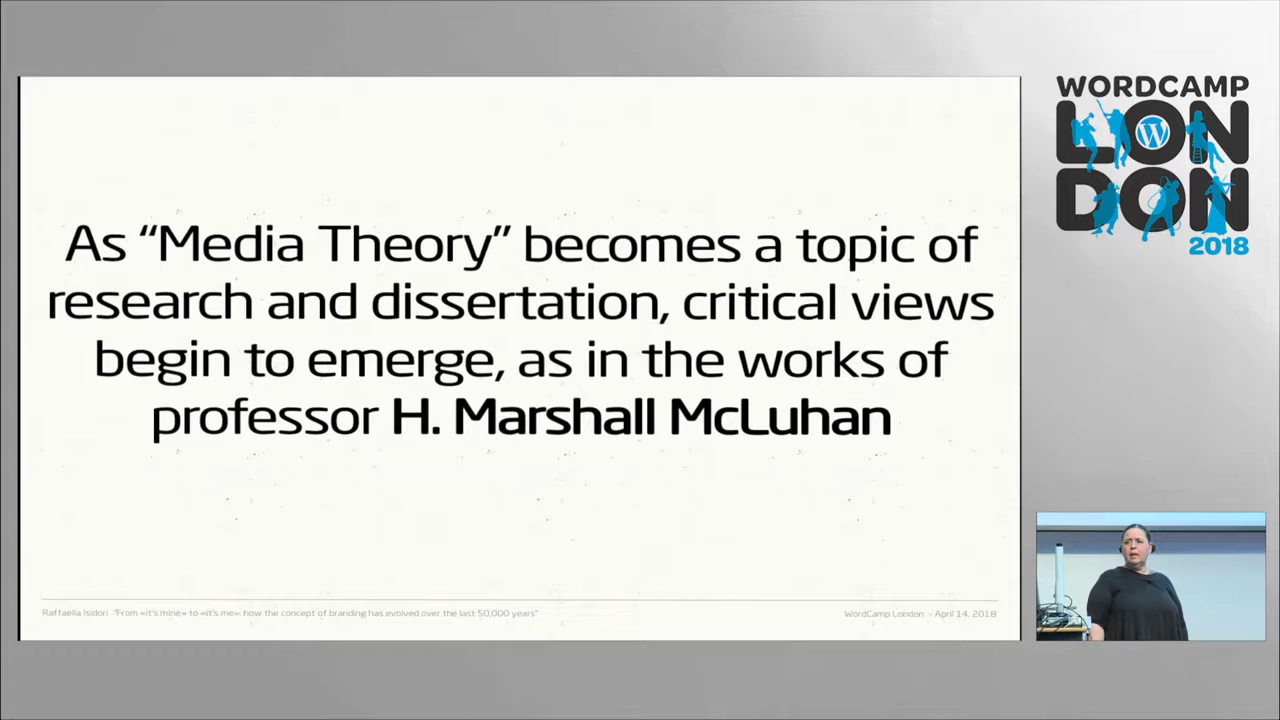 As “Media Theory” becomes a topic of
research and dissertation, critical views
begin to emerge, as in the works of
professor H. Marshall McLuhan
Raffaella Isidori "From «it's mine» to «it's me»: how the concept of branding has evolved over the last 50,000 years"
WordCamp London – April 14, 2018
WORDCAMP
LON
DON
2018